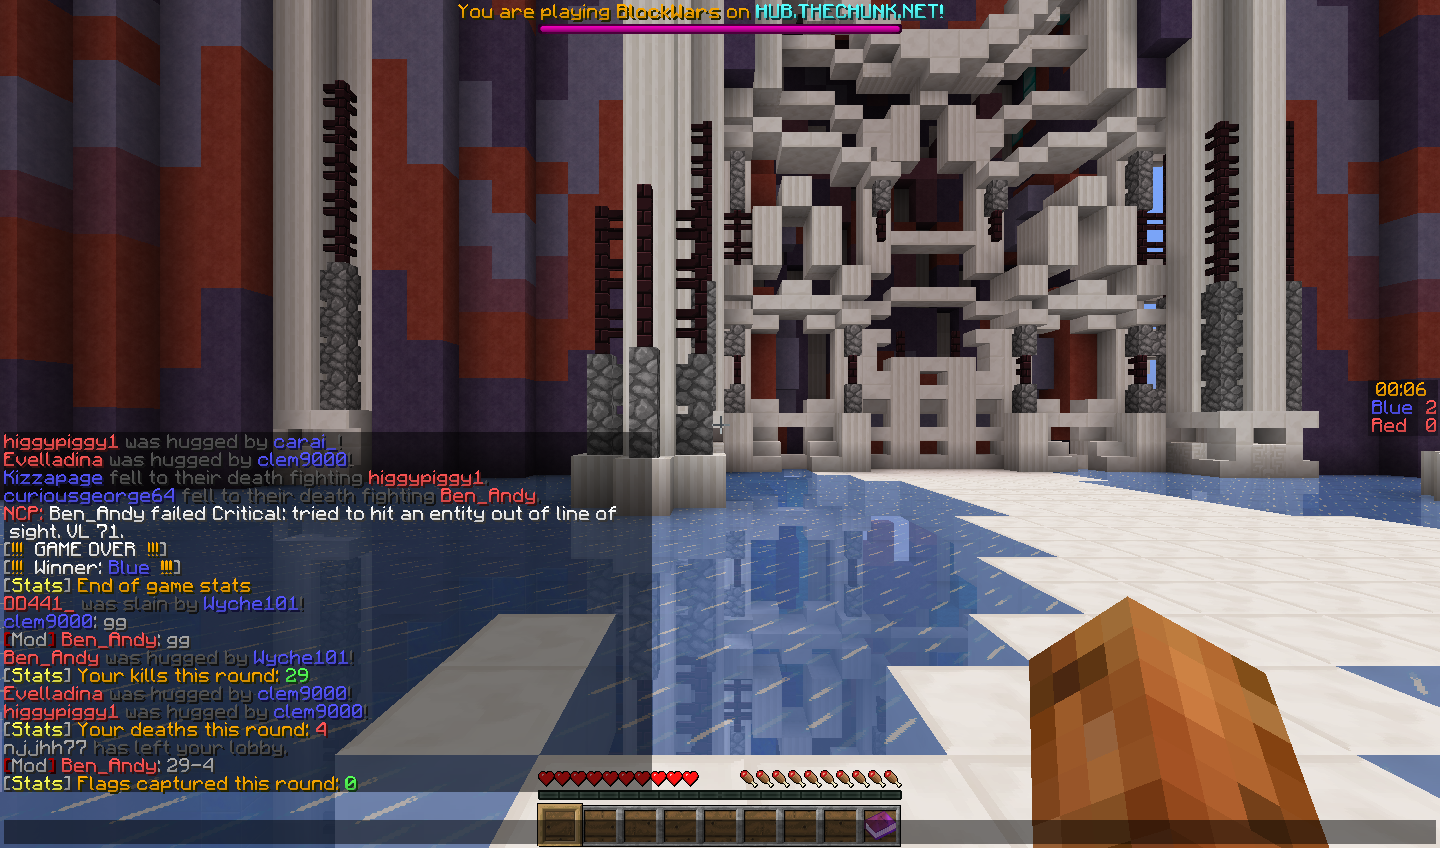 You are playing BlockWars on HUB.THECHUNK.NET!
00:06
Blue 2
Red 0
higgypiggy1 was hugged by carai_!
Evelladina was hugged by clem9000!
Kizzapage fell to their death fighting higgypiggy1.
curiousgeorge64 fell to their death fighting Ben_Andy.
NCP: Ben_Andy failed Critical: tried to hit an entity out of line of
sight. VL 71.
[!!! GAME OVER !!!]
[!!! Winner: Blue !!!]
[Stats] End of game stats
DD441_ was slain by Wyche101!
clem9000: gg
[Mod] Ben_Andy: gg
Ben_Andy was hugged by Wyche101!
[Stats] Your kills this round: 29
Evelladina was hugged by clem9000!
higgypiggy1 was hugged by clem9000!
[Stats] Your deaths this round: 4
njjhh77 has left your lobby.
[Mod] Ben_Andy: 29-4
[Stats] Flags captured this round: 0